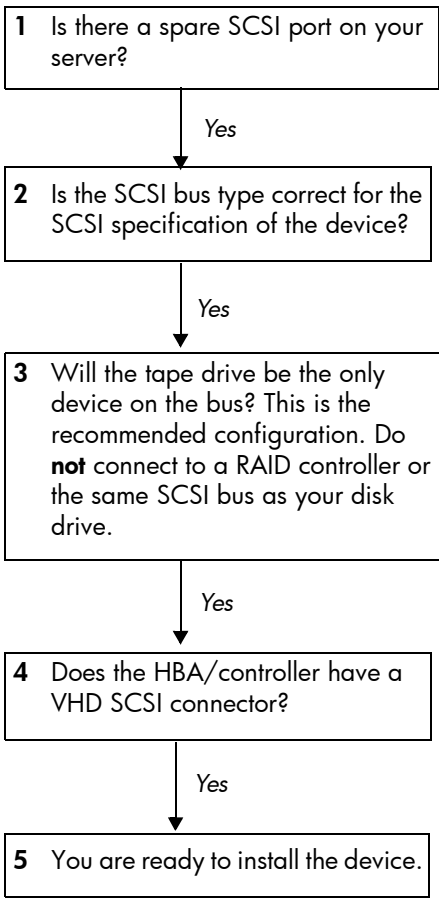 1 Is there a spare SCSI port on your
server?
Yes
2 Is the SCSI bus type correct for the
SCSI specification of the device?
Yes
3 Will the tape drive be the only
device on the bus? This is the
recommended configuration. Do
not connect to a RAID controller or
the same SCSI bus as your disk
drive.
Yes
4 Does the HBA/controller have a
VHD SCSI connector?
Yes
5 You are ready to install the device.